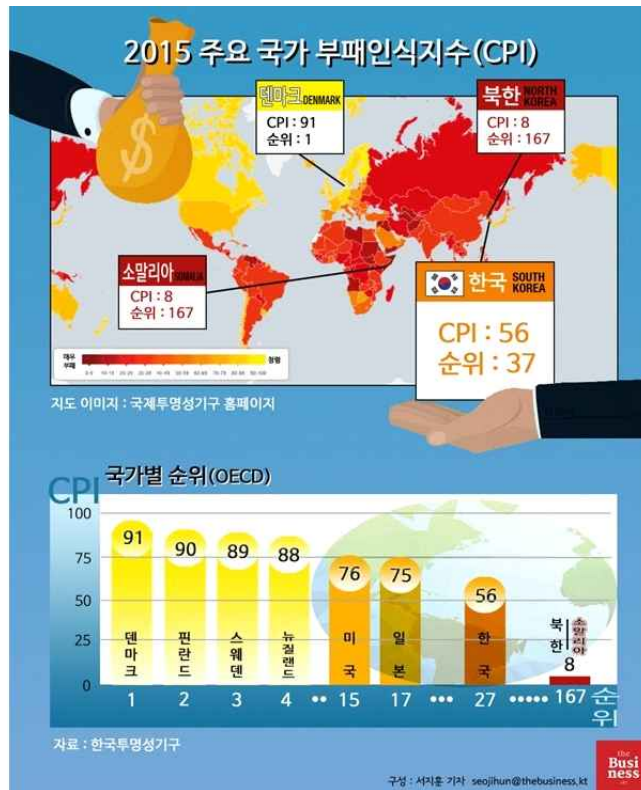 2015 주요 국가 부패인식지수(CPI)
덴마크 DENMARK
CPI : 91
순위 : 1
북한 NORTH KOREA
CPI : 8
순위 : 167
소말리아 SOMALIA
CPI : 8
순위 : 167
한국 SOUTH KOREA
CPI : 56
순위 : 37
매우 부패
청렴
지도 이미지 : 국제투명성기구 홈페이지
CPI 국가별 순위(OECD)
100
75
50
25
0
91 90 89 88 76 75 56 8
덴마크 핀란드 스웨덴 뉴질랜드 미국 일본 한국 북한 소말리아
1 2 3 4 •• 15 17 ••• 27 ••••• 167 순위
자료 : 한국투명성기구
the
Busi
ness
구성 : 서지훈 기자 seojihun@thebusiness.kt